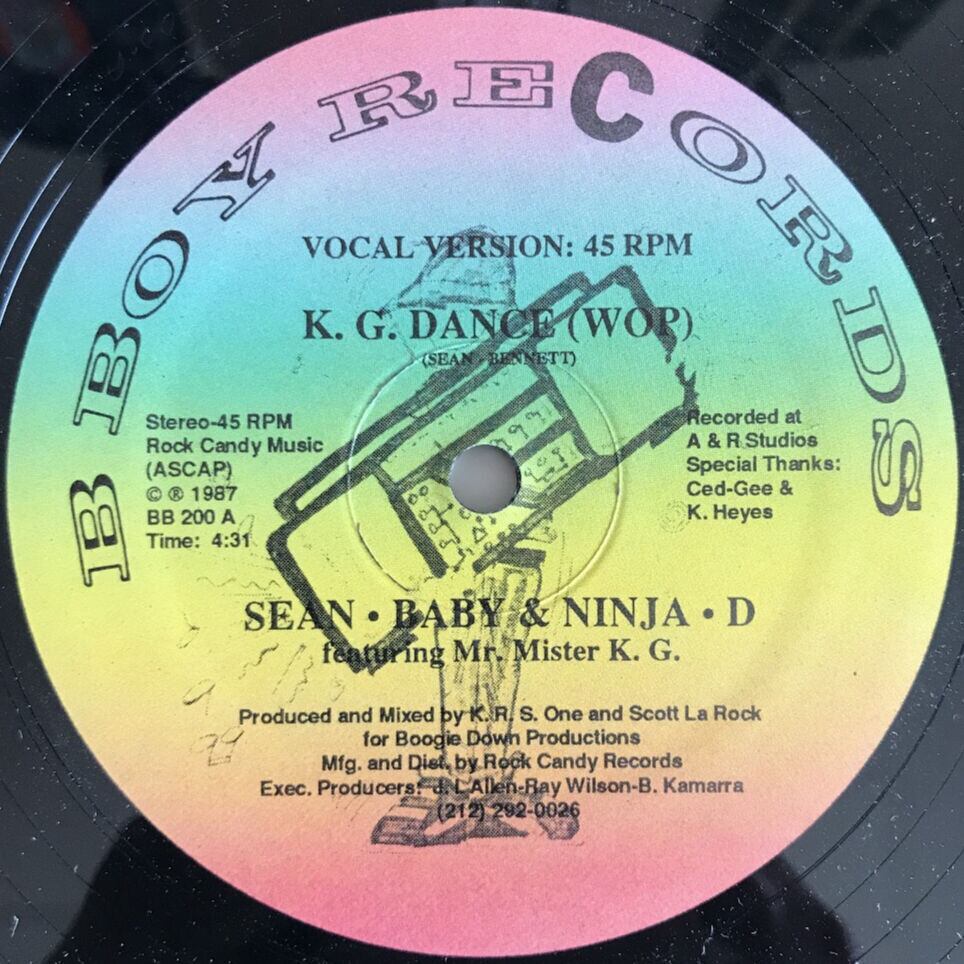 B BOY RECORDS
VOCAL VERSION: 45 RPM
K. G. DANCE (WOP)
(SEAN - BENNETT)
Stereo-45 RPM
Rock Candy Music
(ASCAP)
© ® 1987
BB 200 A
Time: 4:31
Recorded at
A & R Studios
Special Thanks:
Ced-Gee &
K. Heyes
SEAN • BABY & NINJA • D
featuring Mr. Mister K. G.
Produced and Mixed by K. R. S. One and Scott La Rock
for Boogie Down Productions
Mfg. and Dist. by Rock Candy Records
Exec. Producers: J. L Allen-Ray Wilson-B. Kamarra
(212) 292-0026